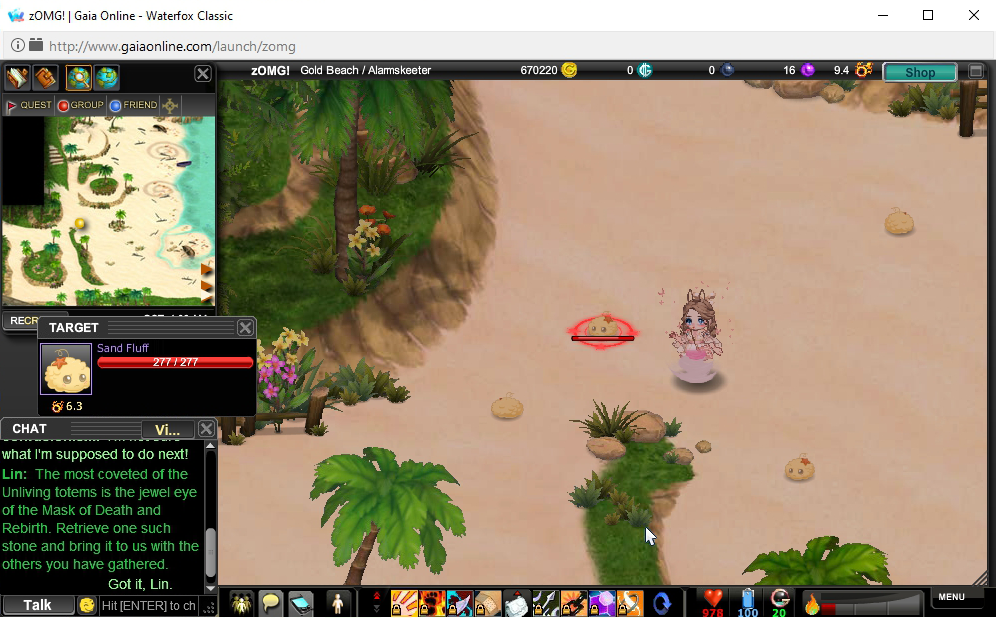 zOMG! | Gaia Online - Waterfox Classic
http://www.gaiaonline.com/launch/zomg
zOMG! Gold Beach / Alarmskeeter 670220 0 0 16 9.4 Shop
QUEST GROUP FRIEND
TARGET
Sand Fluff
277 / 277
6.3
CHAT Vi...
what I'm supposed to do next!
Lin: The most coveted of the
Unliving totems is the jewel eye
of the Mask of Death and
Rebirth. Retrieve one such
stone and bring it to us with the
others you have gathered.
Got it, Lin.
Talk Hit [ENTER] to ch
978 100 20 MENU